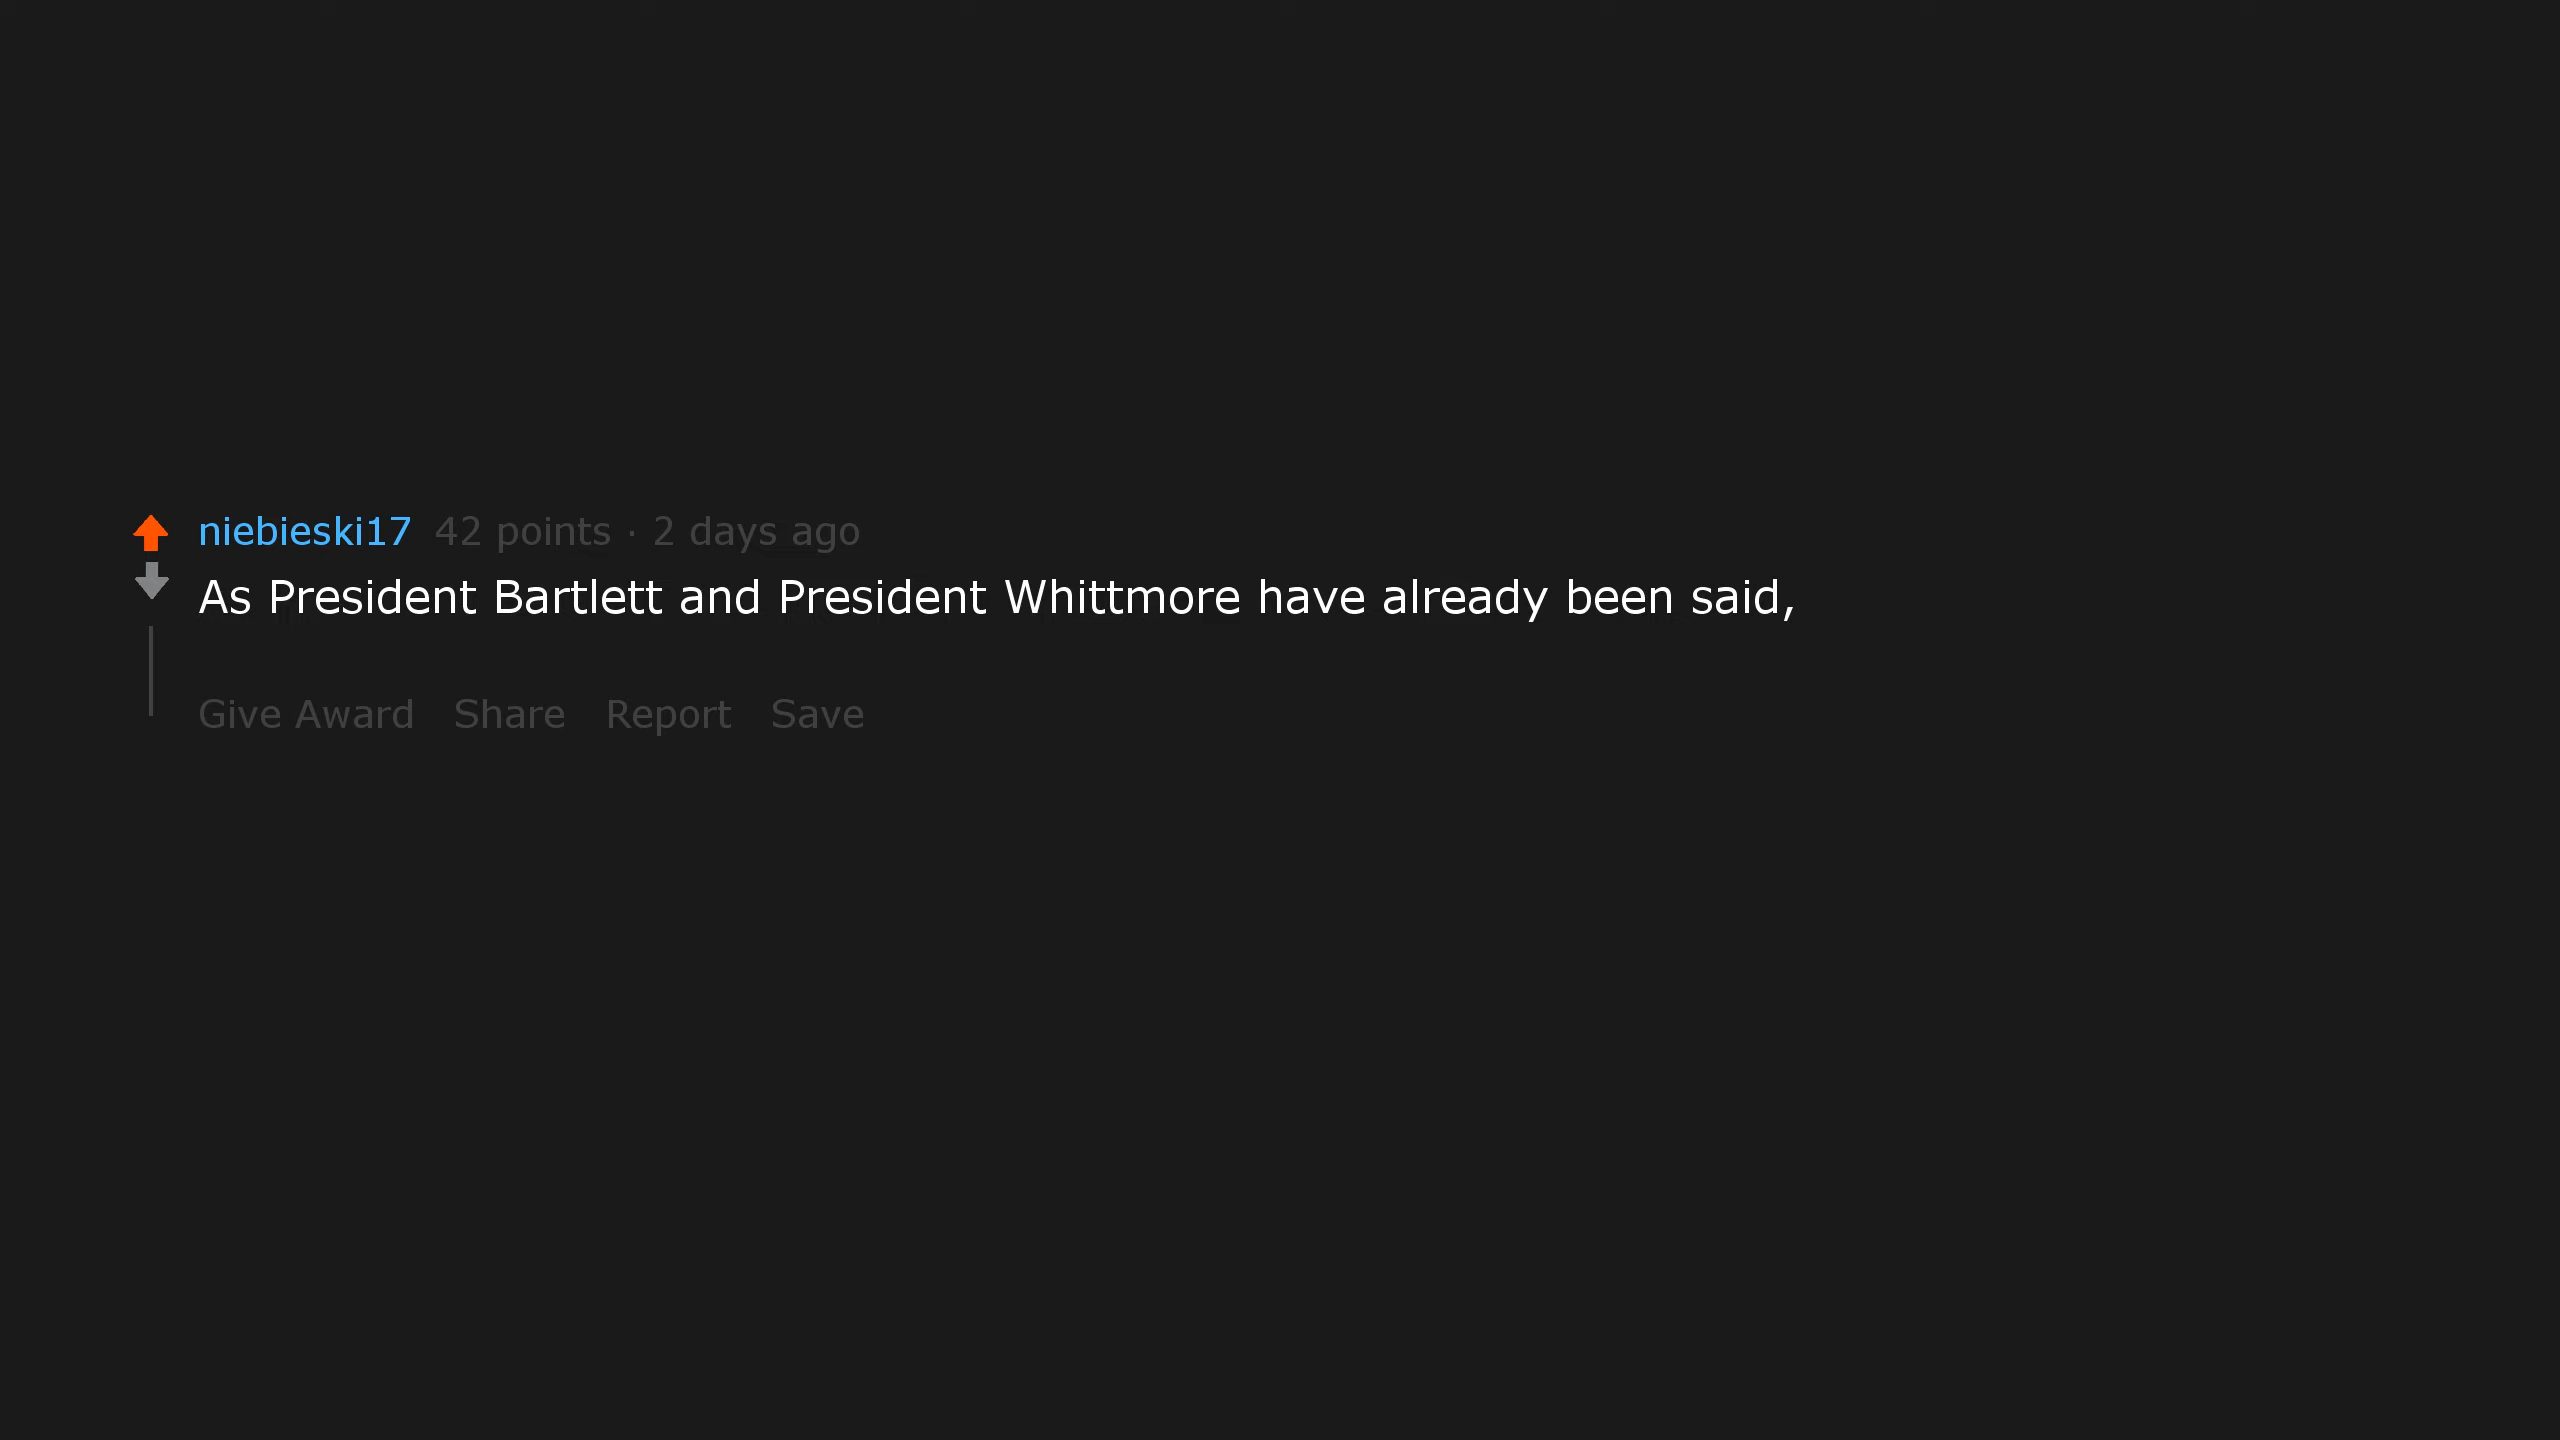 niebieski17 42 points · 2 days ago
As President Bartlett and President Whittmore have already been said,
Give Award Share Report Save